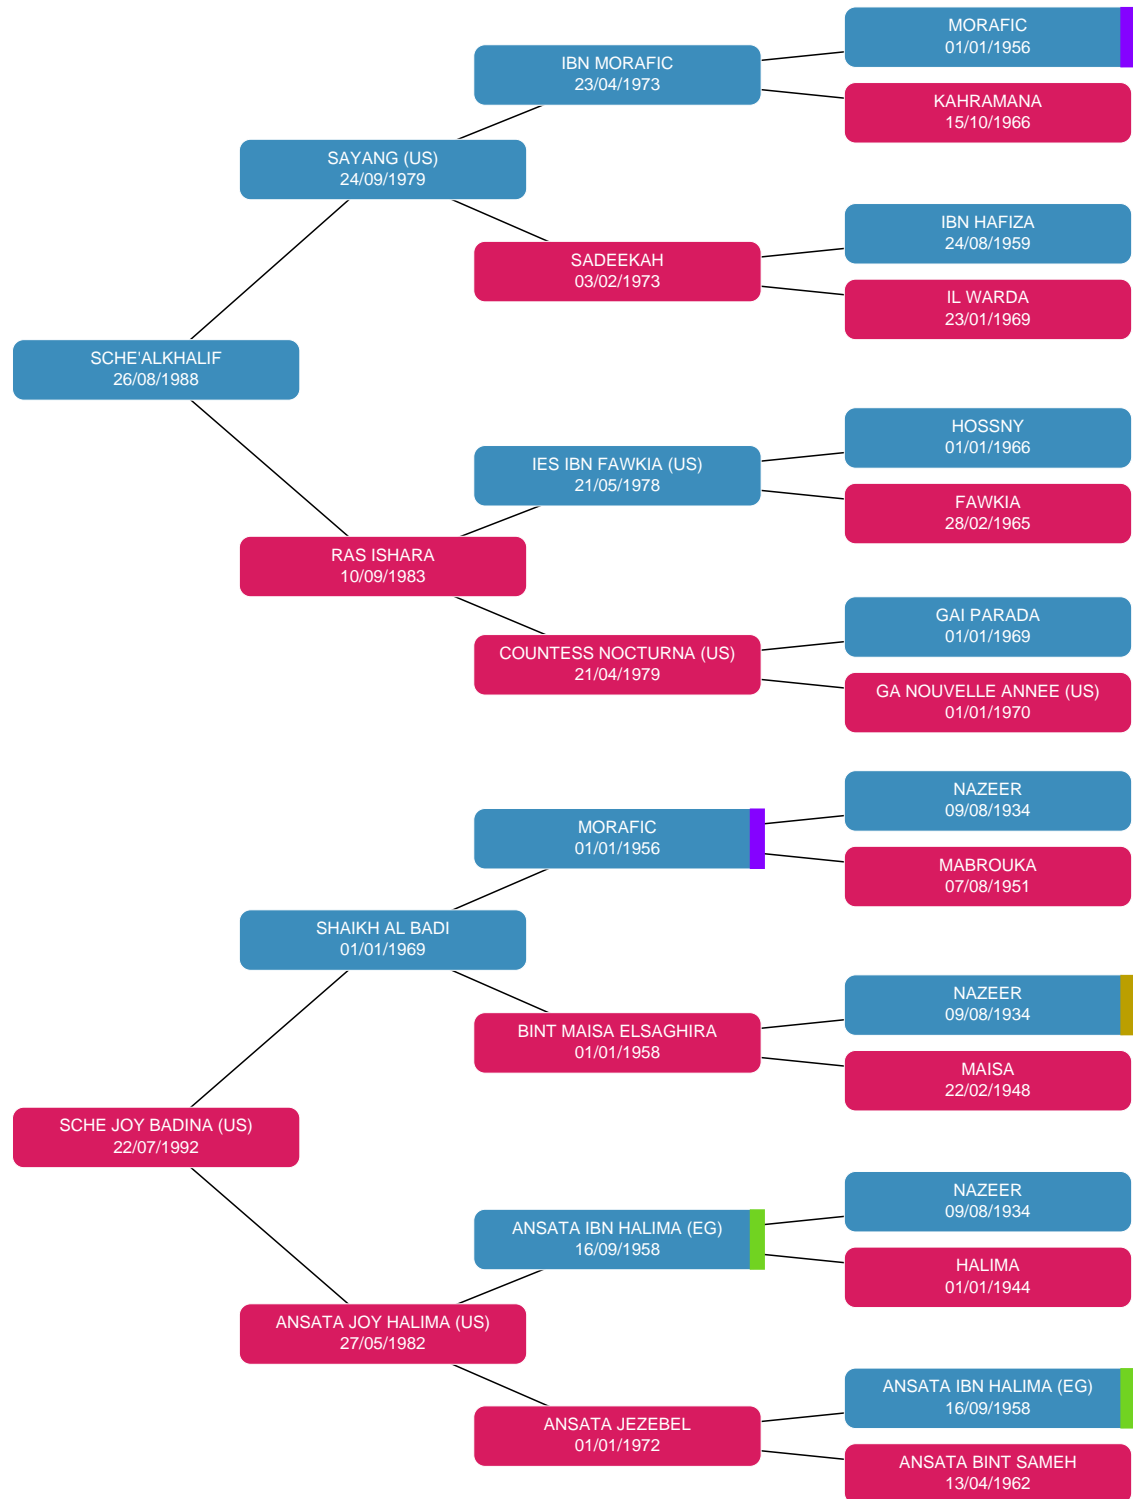 MORAFIC
01/01/1956
IBN MORAFIC
23/04/1973
KAHRAMANA
15/10/1966
SAYANG (US)
24/09/1979
IBN HAFIZA
24/08/1959
SADEEKAH
03/02/1973
IL WARDA
23/01/1969
SCHE'ALKHALIF
26/08/1988
HOSSNY
01/01/1966
IES IBN FAWKIA (US)
21/05/1978
FAWKIA
28/02/1965
RAS ISHARA
10/09/1983
GAI PARADA
01/01/1969
COUNTESS NOCTURNA (US)
21/04/1979
GA NOUVELLE ANNEE (US)
01/01/1970
NAZEER
09/08/1934
MORAFIC
01/01/1956
MABROUKA
07/08/1951
SHAIKH AL BADI
01/01/1969
NAZEER
09/08/1934
BINT MAISA ELSAGHIRA
01/01/1958
MAISA
22/02/1948
SCHE JOY BADINA (US)
22/07/1992
NAZEER
09/08/1934
ANSATA IBN HALIMA (EG)
16/09/1958
HALIMA
01/01/1944
ANSATA JOY HALIMA (US)
27/05/1982
ANSATA IBN HALIMA (EG)
16/09/1958
ANSATA JEZEBEL
01/01/1972
ANSATA BINT SAMEH
13/04/1962